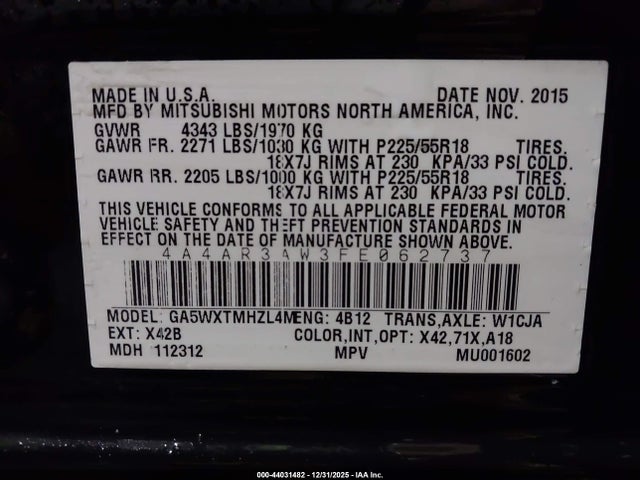 MADE IN U.S.A. DATE NOV. 2015
MFD BY MITSUBISHI MOTORS NORTH AMERICA, INC.
GVWR 4343 LBS/1970 KG
GAWR FR. 2271 LBS/1030 KG WITH P225/55R18 TIRES.
18X7J RIMS AT 230 KPA/33 PSI COLD.
GAWR RR. 2205 LBS/1000 KG WITH P225/55R18 TIRES.
18X7J RIMS AT 230 KPA/33 PSI COLD.
THIS VEHICLE CONFORMS TO ALL APPLICABLE FEDERAL MOTOR
VEHICLE SAFETY AND THEFT PREVENTION STANDARDS IN
EFFECT ON THE DATE OF MANUFACTURE SHOWN ABOVE.
4A4AR3AW3FE062737
MODEL: GA5WXTMHZL4M ENG: 4B12 TRANS,AXLE: W1CJA
EXT: X42B COLOR,INT,OPT: X42,71X,A18
MDH 112312 MPV MU001602
000-44031482 - 12/31/2025 - IAA Inc.